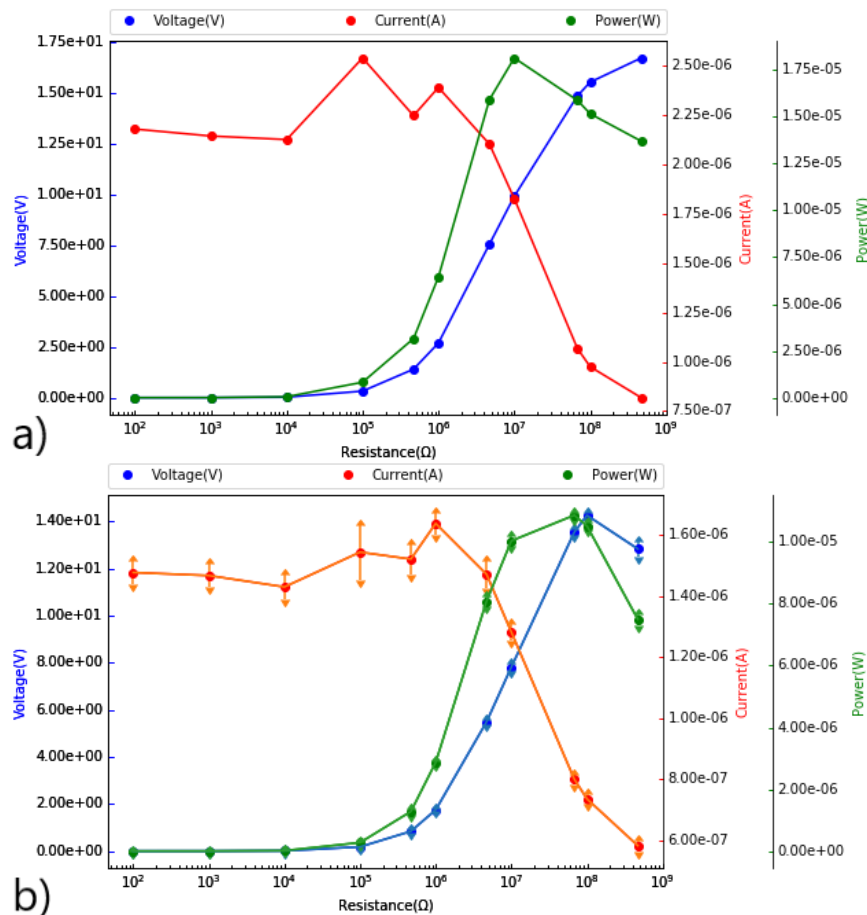 Voltage(V) Current(A) Power(W)
1.75e+01
1.50e+01
1.25e+01
1.00e+01
7.50e+00
5.00e+00
2.50e+00
0.00e+00
Voltage(V)
2.50e-06
2.25e-06
2.00e-06
1.75e-06
1.50e-06
1.25e-06
1.00e-06
7.50e-07
Current(A)
1.75e-05
1.50e-05
1.25e-05
1.00e-05
7.50e-06
5.00e-06
2.50e-06
0.00e+00
Power(W)
10² 10³ 10⁴ 10⁵ 10⁶ 10⁷ 10⁸ 10⁹
Resistance(Ω)
a)
Voltage(V) Current(A) Power(W)
1.40e+01
1.20e+01
1.00e+01
8.00e+00
6.00e+00
4.00e+00
2.00e+00
0.00e+00
Voltage(V)
1.60e-06
1.40e-06
1.20e-06
1.00e-06
8.00e-07
6.00e-07
Current(A)
1.00e-05
8.00e-06
6.00e-06
4.00e-06
2.00e-06
0.00e+00
Power(W)
10² 10³ 10⁴ 10⁵ 10⁶ 10⁷ 10⁸ 10⁹
Resistance(Ω)
b)